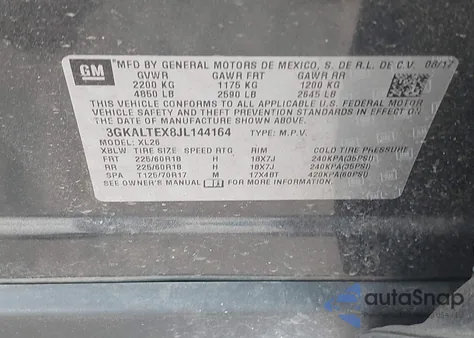 GM
MFD BY GENERAL MOTORS DE MEXICO, S. DE R.L. DE C.V. 08/17
GVWR GAWR FRT GAWR RR
2200 KG 1175 KG 1200 KG
4850 LB 2590 LB 2645 LB
THIS VEHICLE CONFORMS TO ALL APPLICABLE U.S. FEDERAL MOTOR
VEHICLE SAFETY AND THEFT PREVENTION STANDARDS IN EFFECT ON
THE DATE OF MANUFACTURE SHOWN ABOVE.
3GKALTEX8JL144164 TYPE: M.P.V.
MODEL: XL26
XBLW TIRE SIZE SPEED RTG RIM COLD TIRE PRESSURE
FRT 225/60R18 H 18X7J 240KPA(35PSI)
RR 225/60R18 H 18X7J 240KPA(35PSI)
SPA T125/70R17 M 17X4BT 420KPA(60PSI)
SEE OWNER'S MANUAL FOR MORE INFORMATION
autoSnap